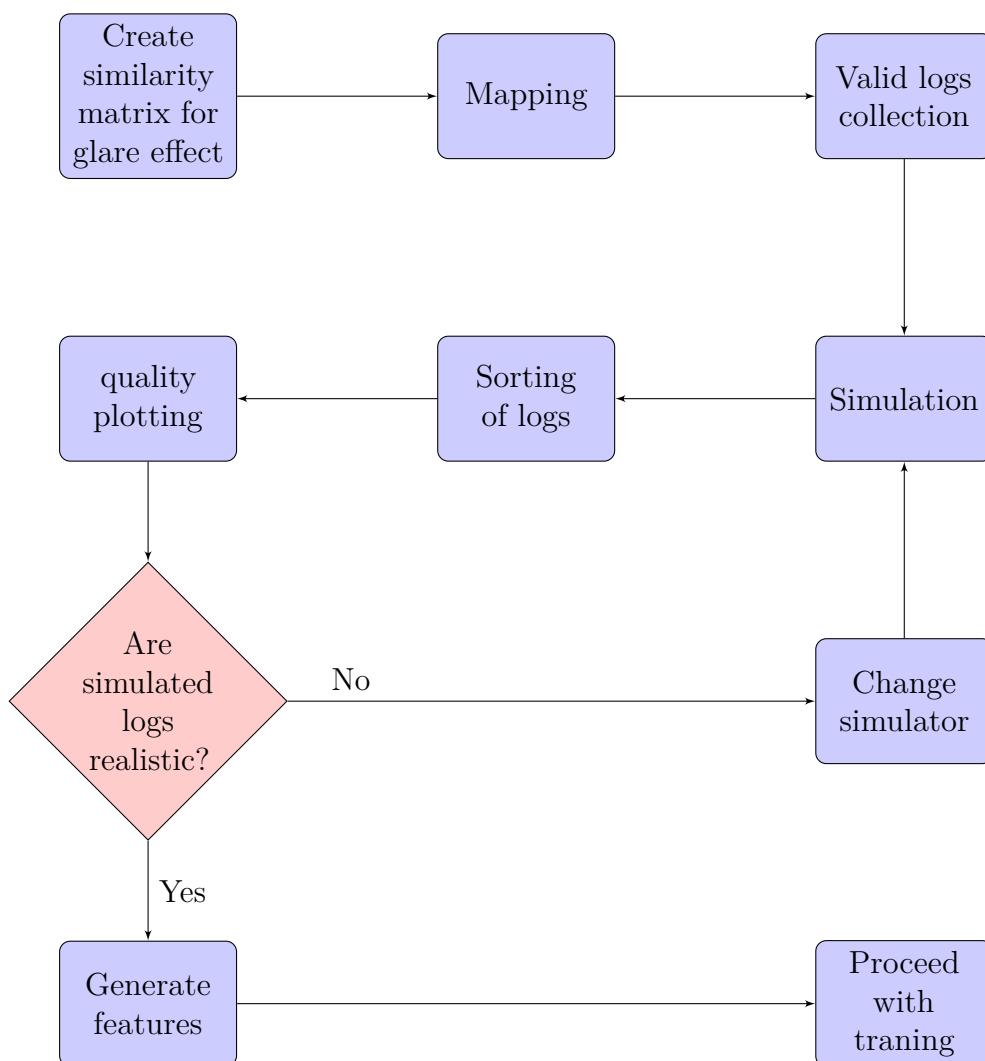 Create
similarity
matrix for
glare effect
Mapping
Valid logs
collection
quality
plotting
Sorting
of logs
Simulation
Are
simulated
logs
realistic?
No
Change
simulator
Yes
Generate
features
Proceed
with
traning